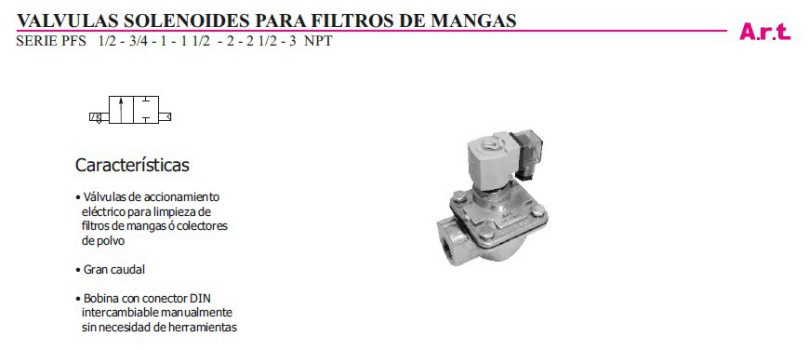 VALVULAS SOLENOIDES PARA FILTROS DE MANGAS
A.r.t.
SERIE PFS 1/2 - 3/4 - 1 - 1 1/2 - 2 - 2 1/2 - 3 NPT
Características
• Válvulas de accionamiento
eléctrico para limpieza de
filtros de mangas ó colectores
de polvo
• Gran caudal
• Bobina con conector DIN
intercambiable manualmente
sin necesidad de herramientas